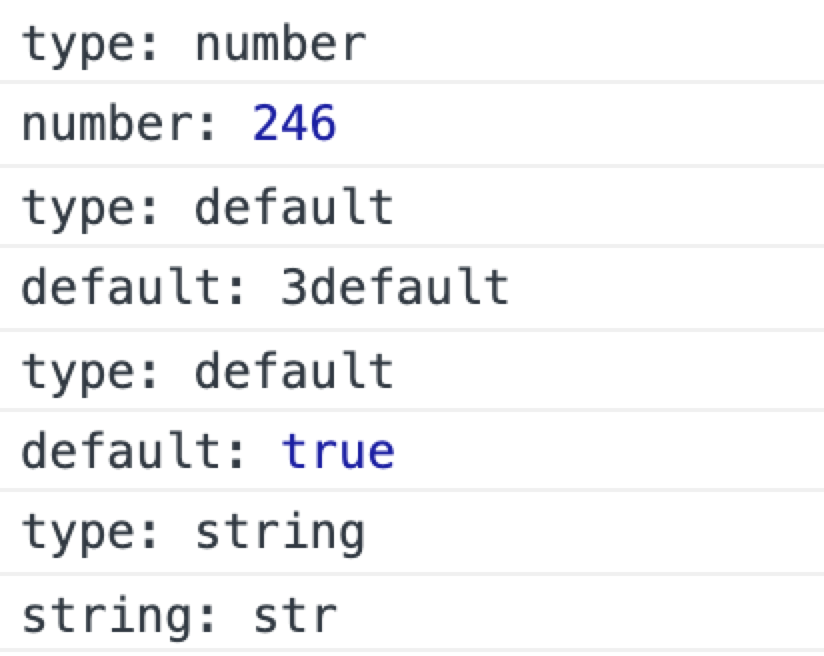 type: number
number: 246
type: default
default: 3default
type: default
default: true
type: string
string: str